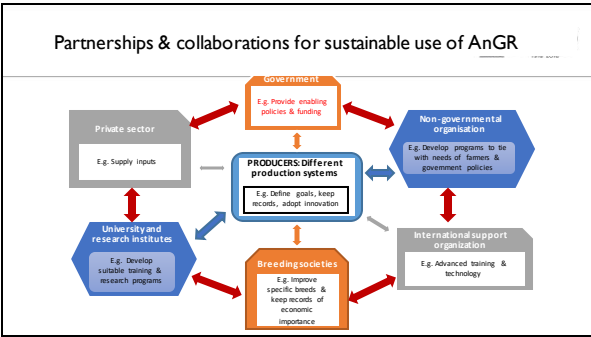 Partnerships & collaborations for sustainable use of AnGR
Government
E.g. Provide enabling
policies & funding
Private sector
E.g. Supply inputs
Non-governmental
organisation
E.g. Develop programs to tie
with needs of farmers &
government policies
PRODUCERS: Different
production systems
E.g. Define goals, keep
records, adopt innovation
University and
research institutes
E.g. Develop
suitable training &
research programs
International support
organization
E.g. Advanced training &
technology
Breeding societies
E.g. Improve
specific breeds &
keep records of
economic
importance